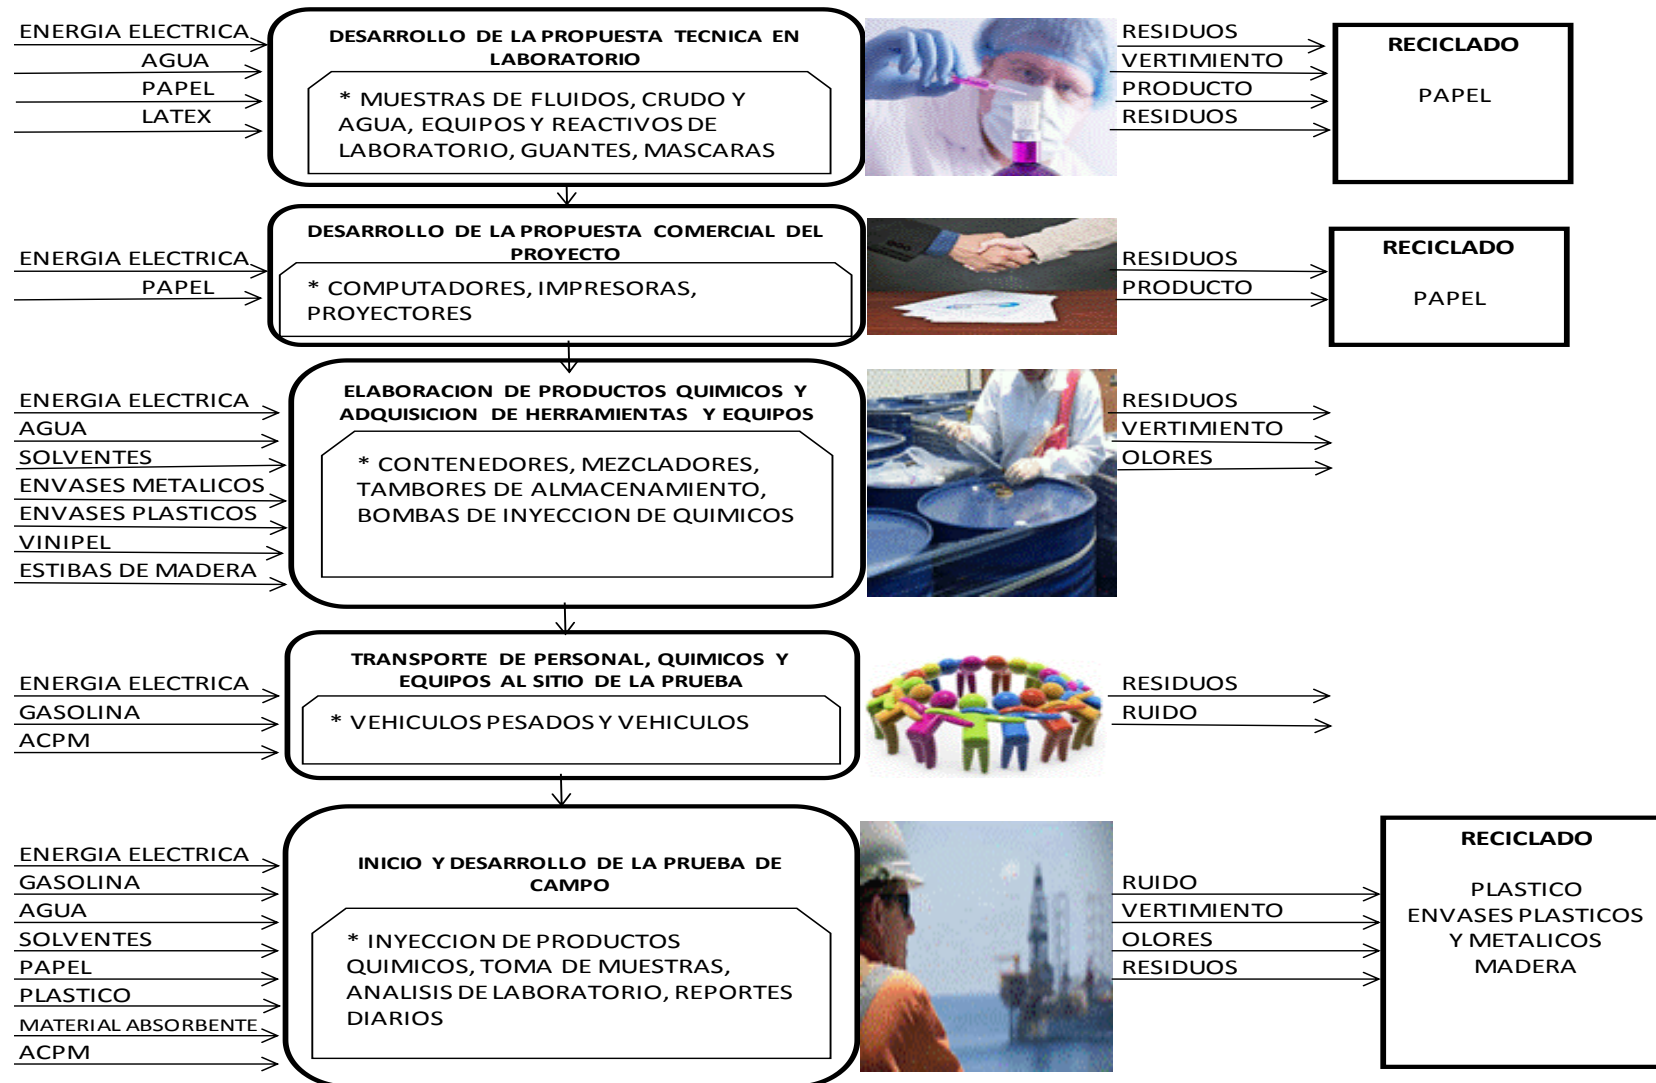 ENERGIA ELECTRICA
AGUA
PAPEL
LATEX
DESARROLLO DE LA PROPUESTA TECNICA EN
LABORATORIO
* MUESTRAS DE FLUIDOS, CRUDO Y
AGUA, EQUIPOS Y REACTIVOS DE
LABORATORIO, GUANTES, MASCARAS
RESIDUOS
VERTIMIENTO
PRODUCTO
RESIDUOS
RECICLADO
PAPEL
ENERGIA ELECTRICA
PAPEL
DESARROLLO DE LA PROPUESTA COMERCIAL DEL
PROYECTO
* COMPUTADORES, IMPRESORAS,
PROYECTORES
RESIDUOS
PRODUCTO
RECICLADO
PAPEL
ENERGIA ELECTRICA
AGUA
SOLVENTES
ENVASES METALICOS
ENVASES PLASTICOS
VINIPEL
ESTIBAS DE MADERA
ELABORACION DE PRODUCTOS QUIMICOS Y
ADQUISICION DE HERRAMIENTAS Y EQUIPOS
* CONTENEDORES, MEZCLADORES,
TAMBORES DE ALMACENAMIENTO,
BOMBAS DE INYECCION DE QUIMICOS
RESIDUOS
VERTIMIENTO
OLORES
ENERGIA ELECTRICA
GASOLINA
ACPM
TRANSPORTE DE PERSONAL, QUIMICOS Y
EQUIPOS AL SITIO DE LA PRUEBA
* VEHICULOS PESADOS Y VEHICULOS
RESIDUOS
RUIDO
ENERGIA ELECTRICA
GASOLINA
AGUA
SOLVENTES
PAPEL
PLASTICO
MATERIAL ABSORBENTE
ACPM
INICIO Y DESARROLLO DE LA PRUEBA DE
CAMPO
* INYECCION DE PRODUCTOS
QUIMICOS, TOMA DE MUESTRAS,
ANALISIS DE LABORATORIO, REPORTES
DIARIOS
RUIDO
VERTIMIENTO
OLORES
RESIDUOS
RECICLADO
PLASTICO
ENVASES PLASTICOS
Y METALICOS
MADERA